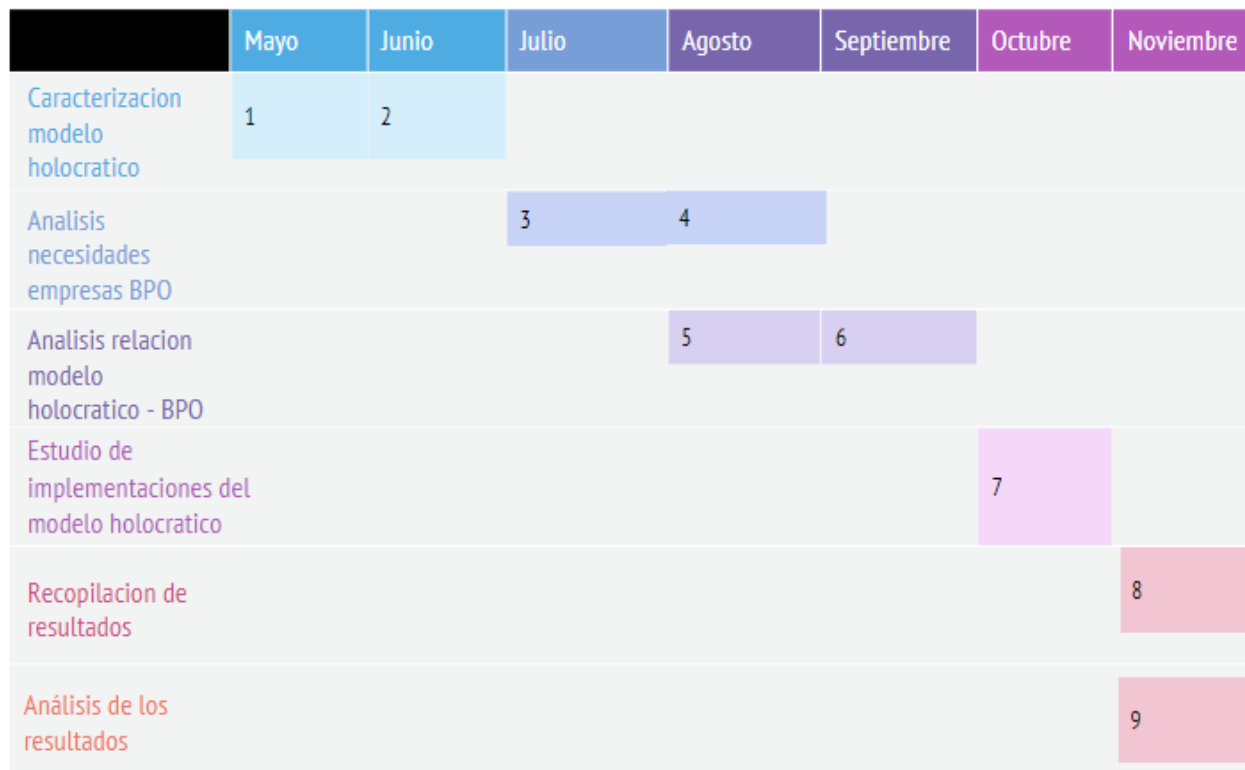 Mayo Junio Julio Agosto Septiembre Octubre Noviembre
Caracterizacion
modelo
holocratico
1 2
Analisis
necesidades
empresas BPO
3 4
Analisis relacion
modelo
holocratico - BPO
5 6
Estudio de
implementaciones del
modelo holocratico
7
Recopilacion de
resultados
8
Análisis de los
resultados
9